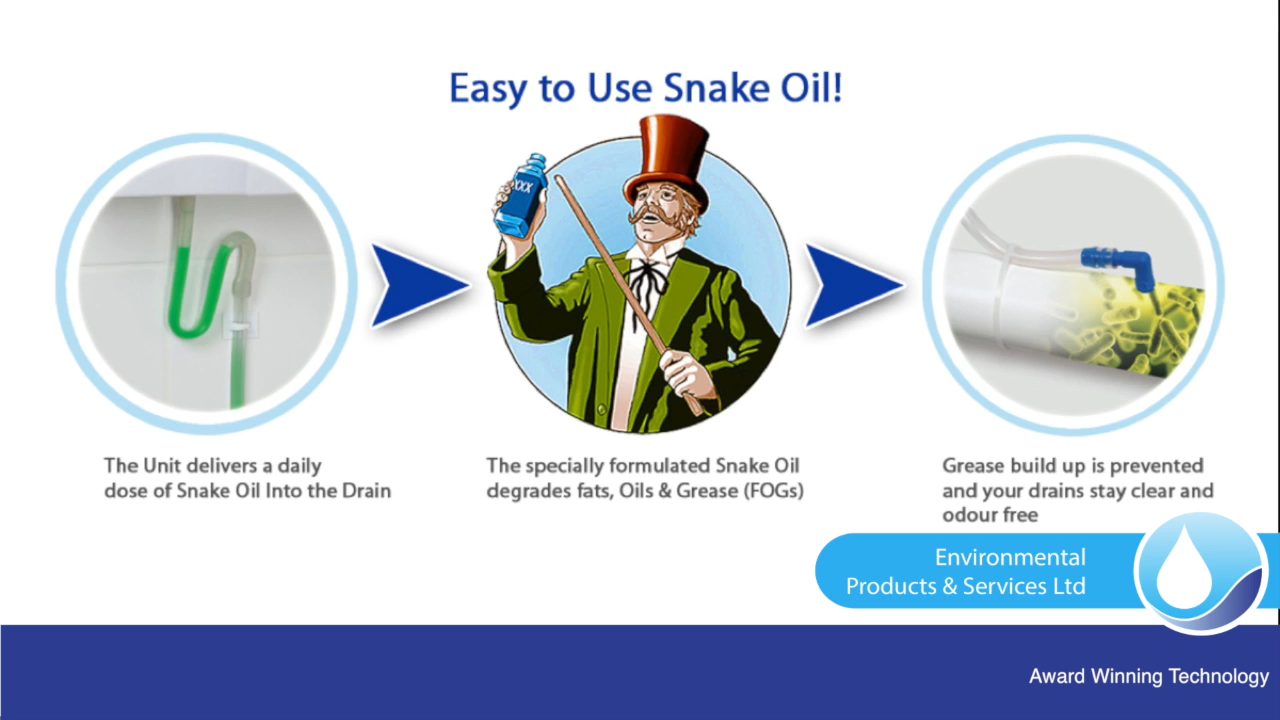 Easy to Use Snake Oil!
XXX
The Unit delivers a daily
dose of Snake Oil Into the Drain
The specially formulated Snake Oil
degrades fats, Oils & Grease (FOGs)
Grease build up is prevented
and your drains stay clear and
odour free
Environmental
Products & Services Ltd
Award Winning Technology